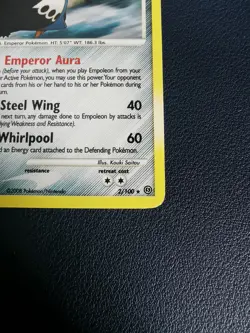 Emperor Pokémon. HT: 5'07" WT: 186.3 lbs.
Emperor Aura
(before your attack), when you play Empoleon from your
Active Pokémon, you may use this power. Your opponent
cards from his or her hand to his or her Pokémon during
turn.
Steel Wing 40
next turn, any damage done to Empoleon by attacks is
lying Weakness and Resistance).
Whirlpool 60
d an Energy card attached to the Defending Pokémon.
Illus. Kouki Saitou
resistance retreat cost
©2008 Pokémon/Nintendo 2/100 ★